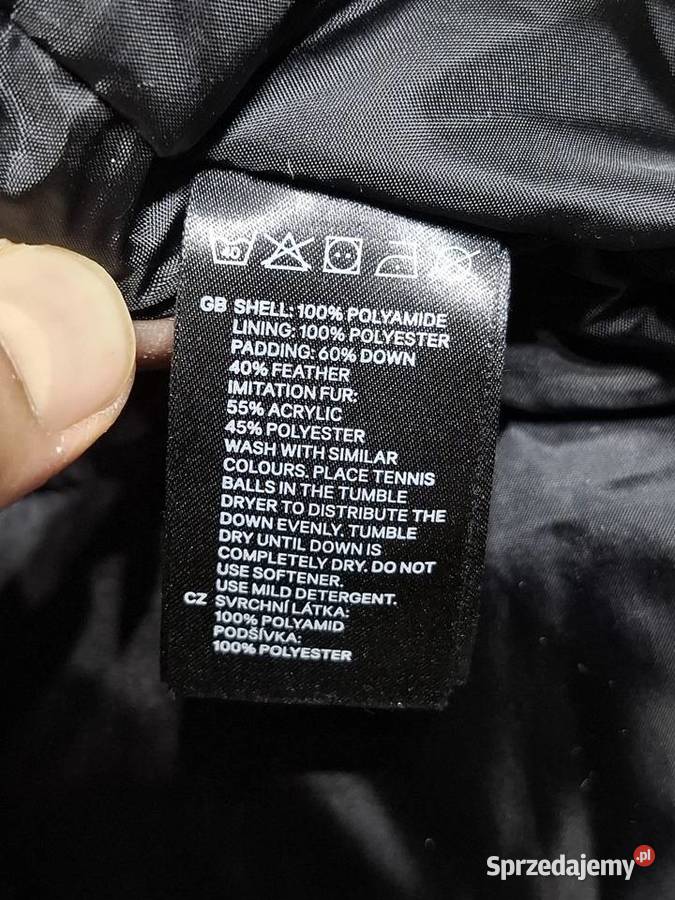 40
GB SHELL: 100% POLYAMIDE
LINING: 100% POLYESTER
PADDING: 60% DOWN
40% FEATHER
IMITATION FUR:
55% ACRYLIC
45% POLYESTER
WASH WITH SIMILAR
COLOURS. PLACE TENNIS
BALLS IN THE TUMBLE
DRYER TO DISTRIBUTE THE
DOWN EVENLY. TUMBLE
DRY UNTIL DOWN IS
COMPLETELY DRY. DO NOT
USE SOFTENER.
USE MILD DETERGENT.
CZ SVRCHNÍ LÁTKA:
100% POLYAMID
PODŠÍVKA:
100% POLYESTER
Sprzedajemy.pl